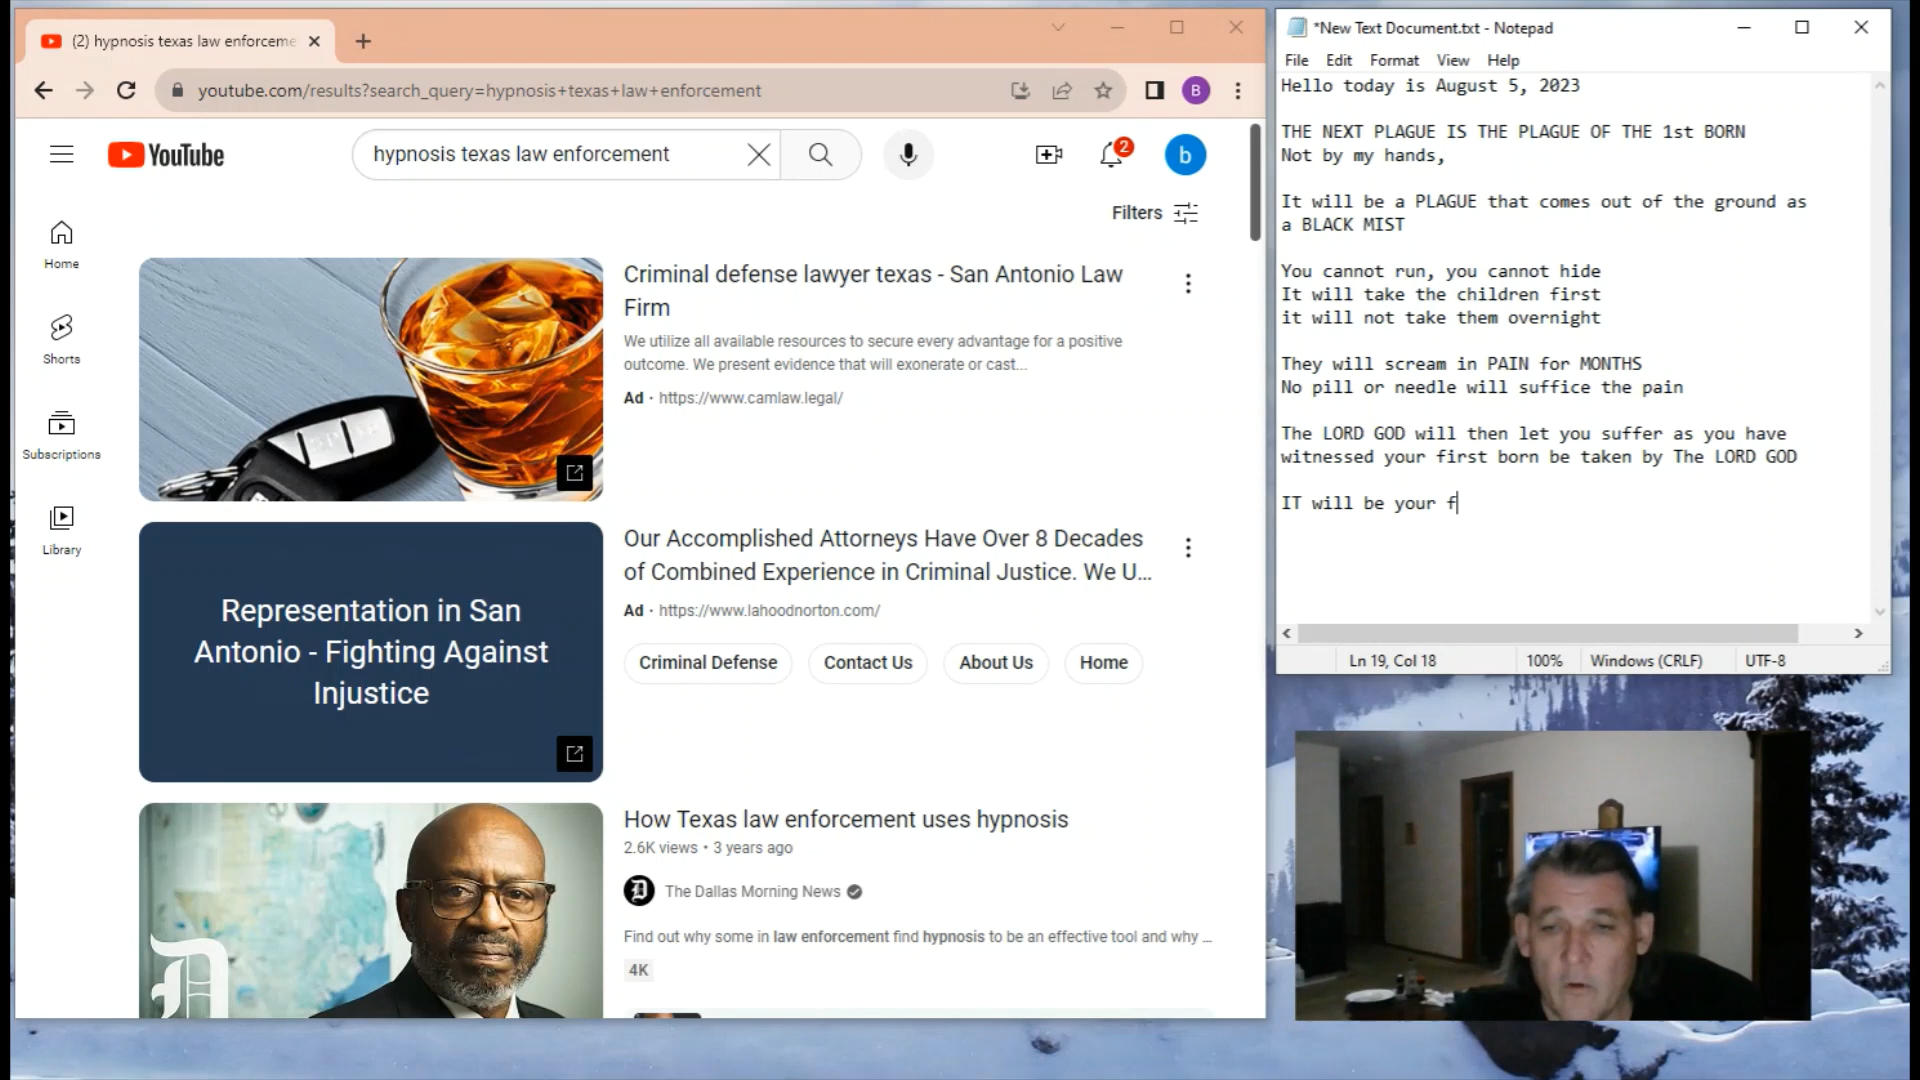 (2) hypnosis texas law enforceme
youtube.com/results?search_query=hypnosis+texas+law+enforcement
B
YouTube
hypnosis texas law enforcement
2
b
Filters
Home
Shorts
Subscriptions
Library
Criminal defense lawyer texas - San Antonio Law
Firm
We utilize all available resources to secure every advantage for a positive
outcome. We present evidence that will exonerate or cast...
Ad · https://www.camlaw.legal/
Representation in San
Antonio - Fighting Against
Injustice
Our Accomplished Attorneys Have Over 8 Decades
of Combined Experience in Criminal Justice. We U...
Ad · https://www.lahoodnorton.com/
Criminal Defense
Contact Us
About Us
Home
How Texas law enforcement uses hypnosis
2.6K views • 3 years ago
The Dallas Morning News
Find out why some in law enforcement find hypnosis to be an effective tool and why ...
4K
*New Text Document.txt - Notepad
File Edit Format View Help
Hello today is August 5, 2023
THE NEXT PLAGUE IS THE PLAGUE OF THE 1st BORN
Not by my hands,
It will be a PLAGUE that comes out of the ground as
a BLACK MIST
You cannot run, you cannot hide
It will take the children first
it will not take them overnight
They will scream in PAIN for MONTHS
No pill or needle will suffice the pain
The LORD GOD will then let you suffer as you have
witnessed your first born be taken by The LORD GOD
IT will be your f
Ln 19, Col 18
100%
Windows (CRLF)
UTF-8